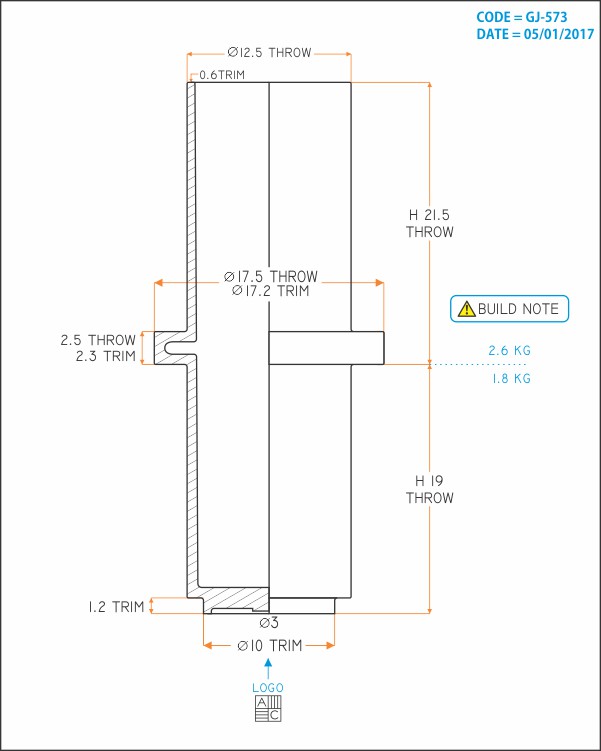 CODE = GJ-573
DATE = 05/01/2017
Ø12.5 THROW
0.6TRIM
H 21.5
THROW
Ø17.5 THROW
Ø17.2 TRIM
BUILD NOTE
2.5 THROW
2.3 TRIM
2.6 KG
1.8 KG
H 19
THROW
1.2 TRIM
Ø3
Ø10 TRIM
LOGO
A
C